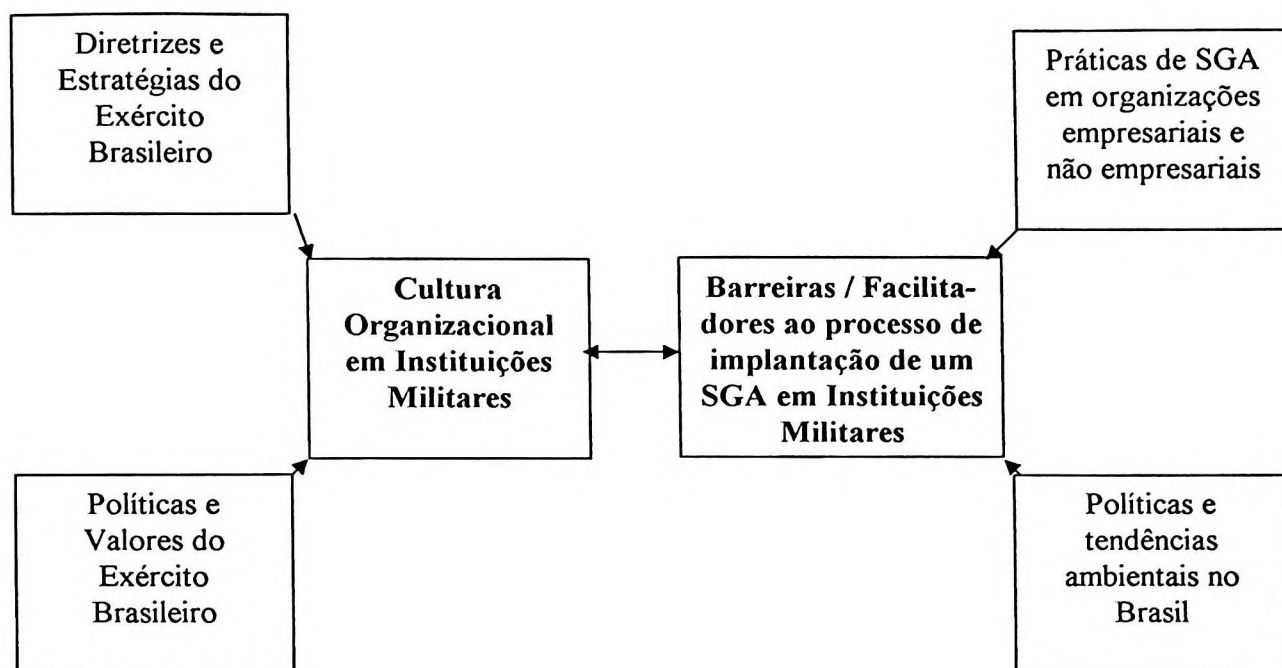 Diretrizes e
Estratégias do
Exército
Brasileiro
Práticas de SGA
em organizações
empresariais e
não empresariais
Cultura
Organizacional
em Instituições
Militares
Barreiras / Facilita-
dores ao processo de
implantação de um
SGA em Instituições
Militares
Políticas e
Valores do
Exército
Brasileiro
Políticas e
tendências
ambientais no
Brasil